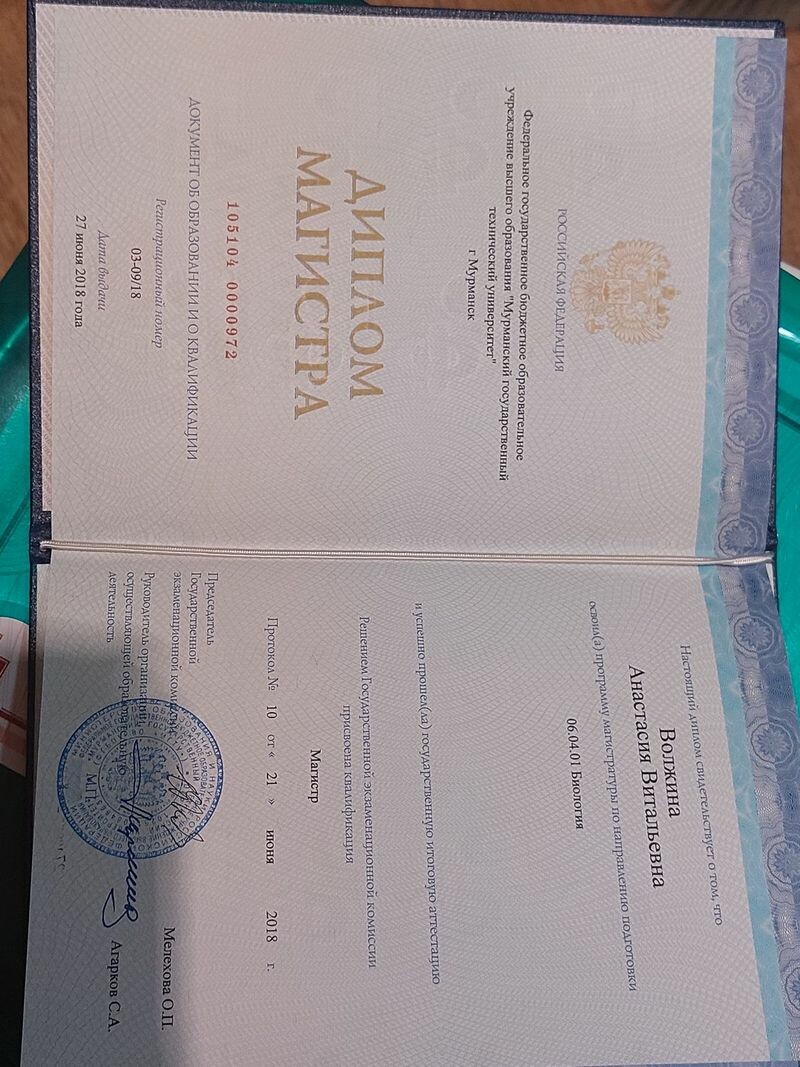 РОССИЙСКАЯ ФЕДЕРАЦИЯ
Федеральное государственное бюджетное образовательное
учреждение высшего образования "Мурманский государственный
технический университет"
г Мурманск
ДИПЛОМ
МАГИСТРА
105104 0000972
ДОКУМЕНТ ОБ ОБРАЗОВАНИИ И О КВАЛИФИКАЦИИ
Регистрационный номер
03-09/18
Дата выдачи
27 июня 2018 года
Настоящий диплом свидетельствует о том, что
Волжина
Анастасия Витальевна
освоил(а) программу магистратуры по направлению подготовки
06.04.01 Биология
и успешно прошел(ла) государственную итоговую аттестацию
Решением Государственной экзаменационной комиссии
присвоена квалификация
Магистр
Протокол № 10 от « 21 » июня 2018 г.
Председатель
Государственной
экзаменационной комиссии
Мелехова О.П.
Руководитель организации,
осуществляющей образовательную
деятельность
Агарков С.А.
М.П.